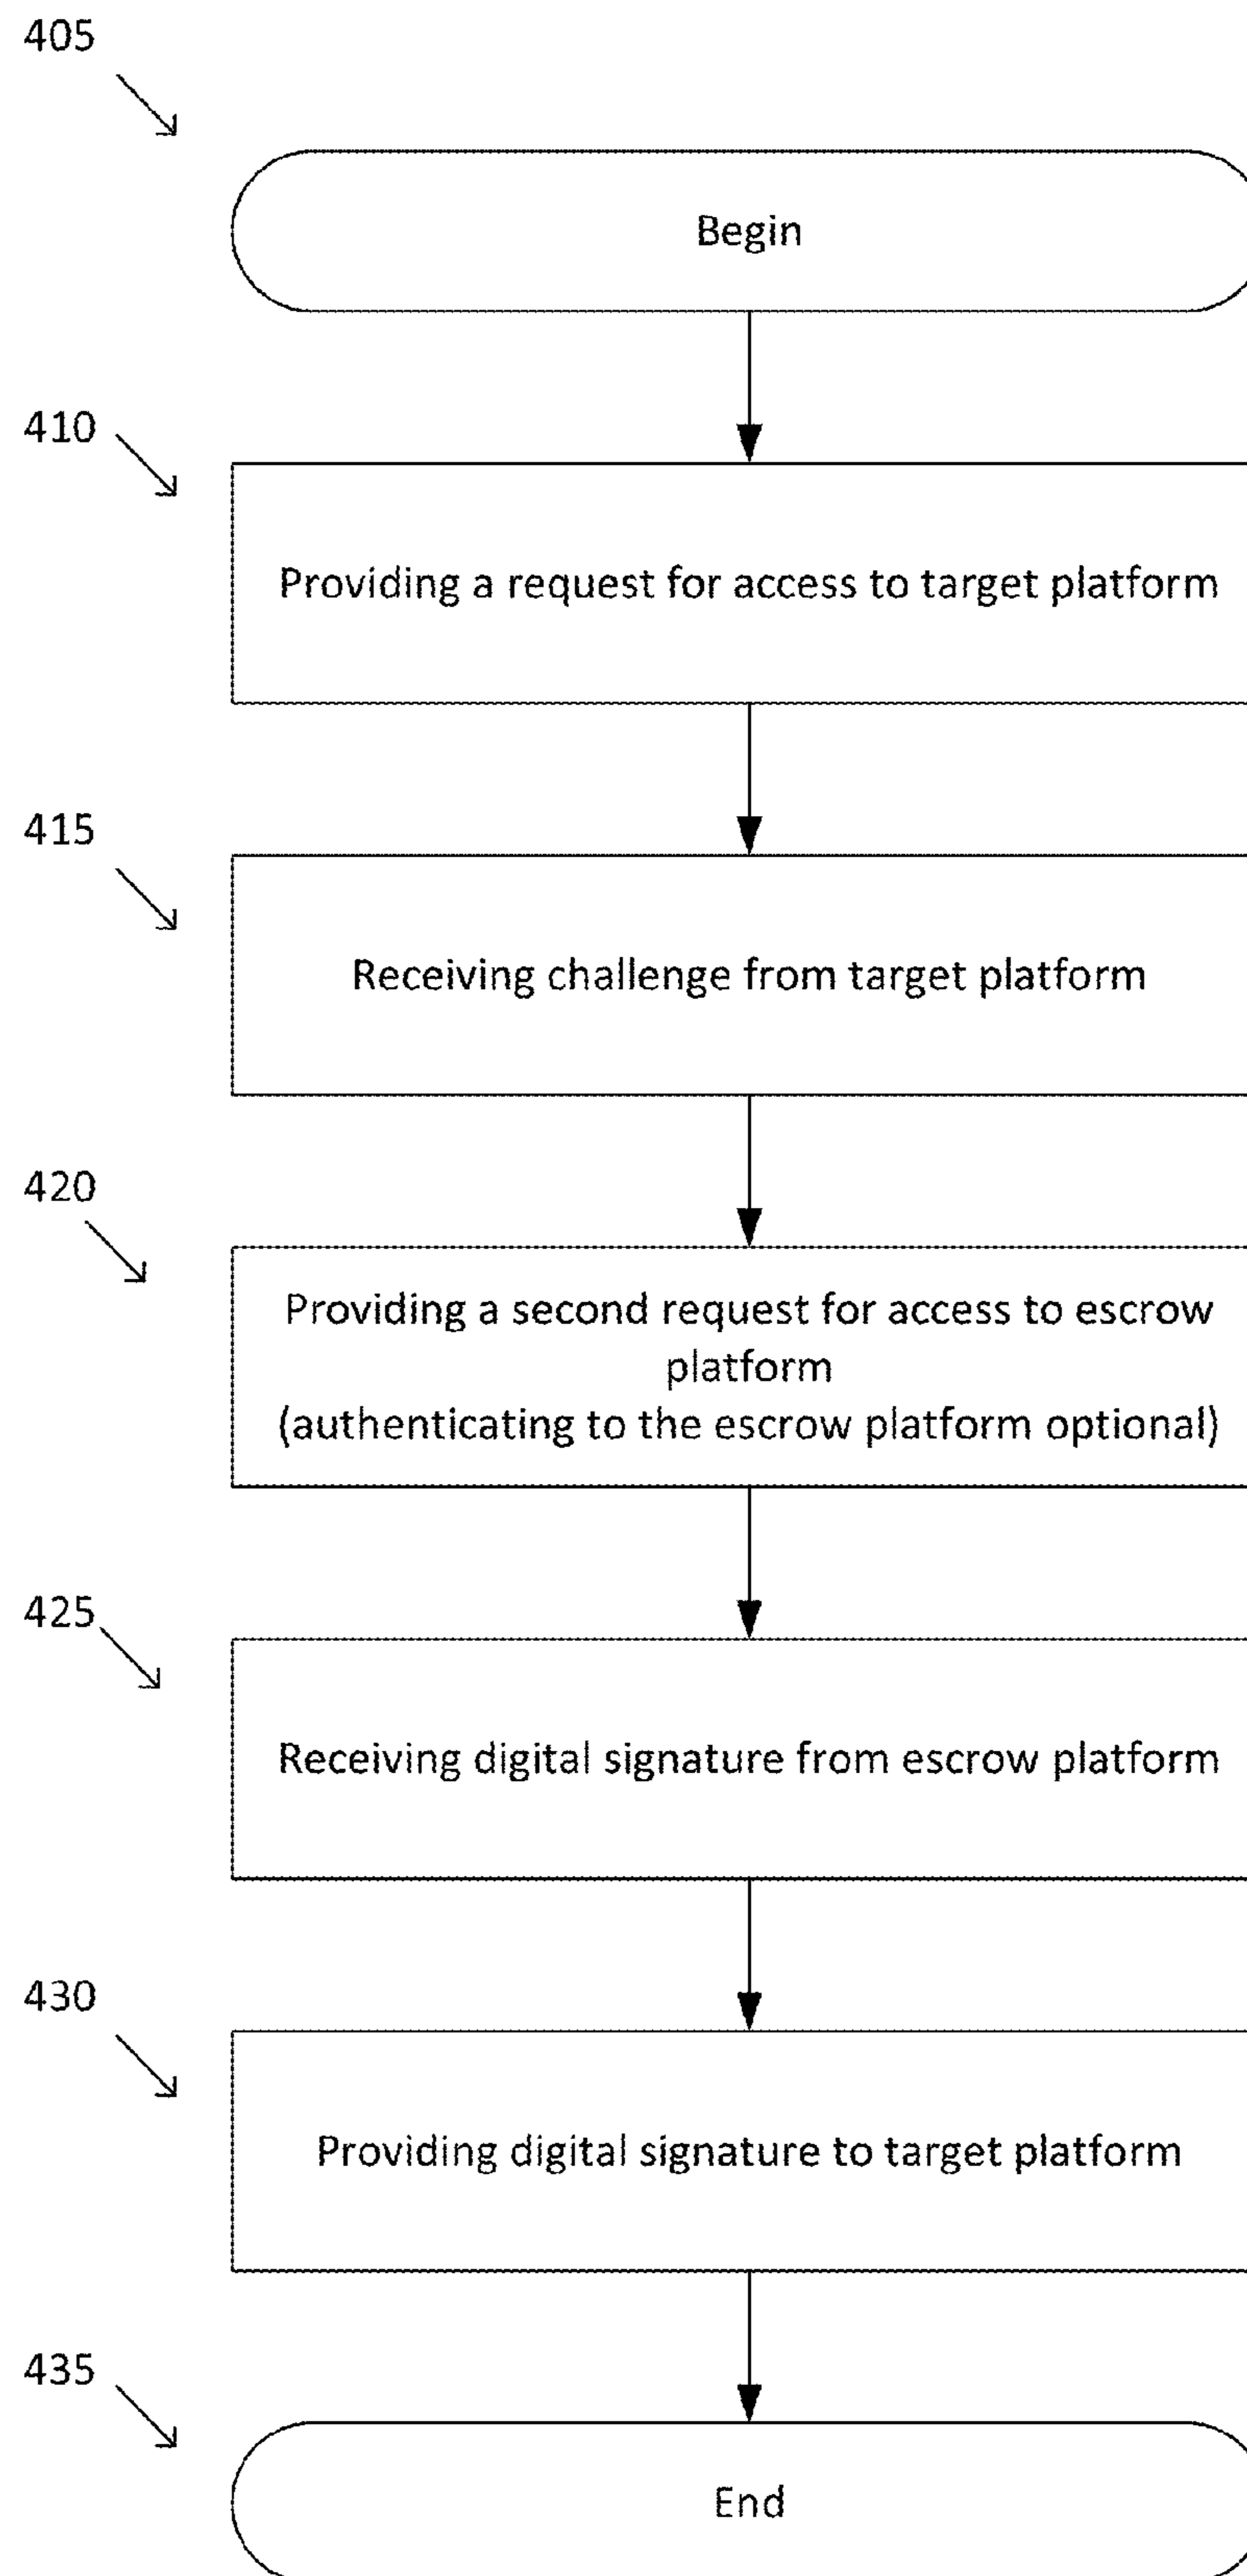 405
Begin
410
Providing a request for access to target platform
415
Receiving challenge from target platform
420
Providing a second request for access to escrow
platform
(authenticating to the escrow platform optional)
425
Receiving digital signature from escrow platform
430
Providing digital signature to target platform
435
End